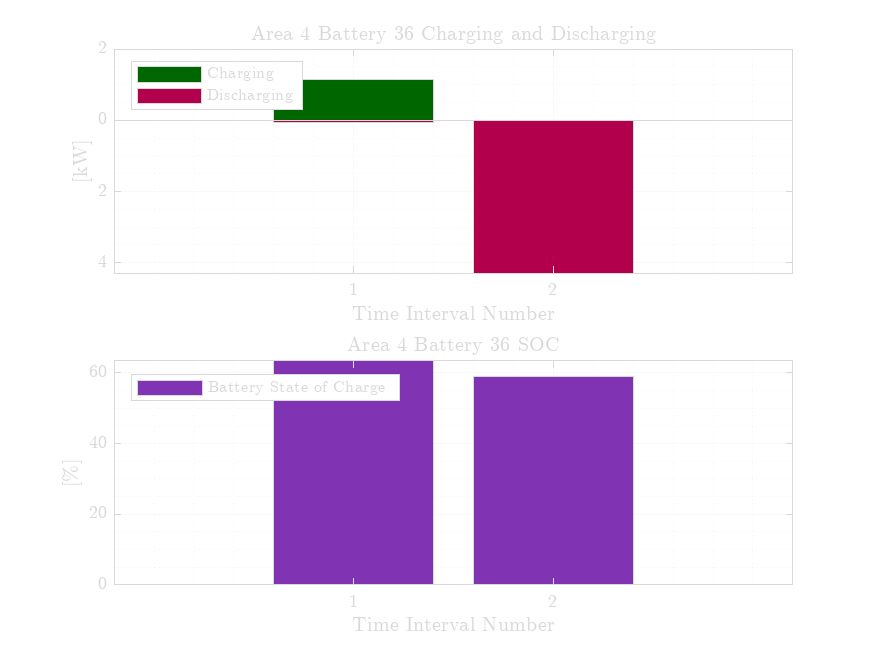 Area 4 Battery 36 Charging and Discharging
2
Charging
Discharging
0
[kW]
2
4
1 2
Time Interval Number
Area 4 Battery 36 SOC
60
Battery State of Charge
40
[%]
20
0
1 2
Time Interval Number